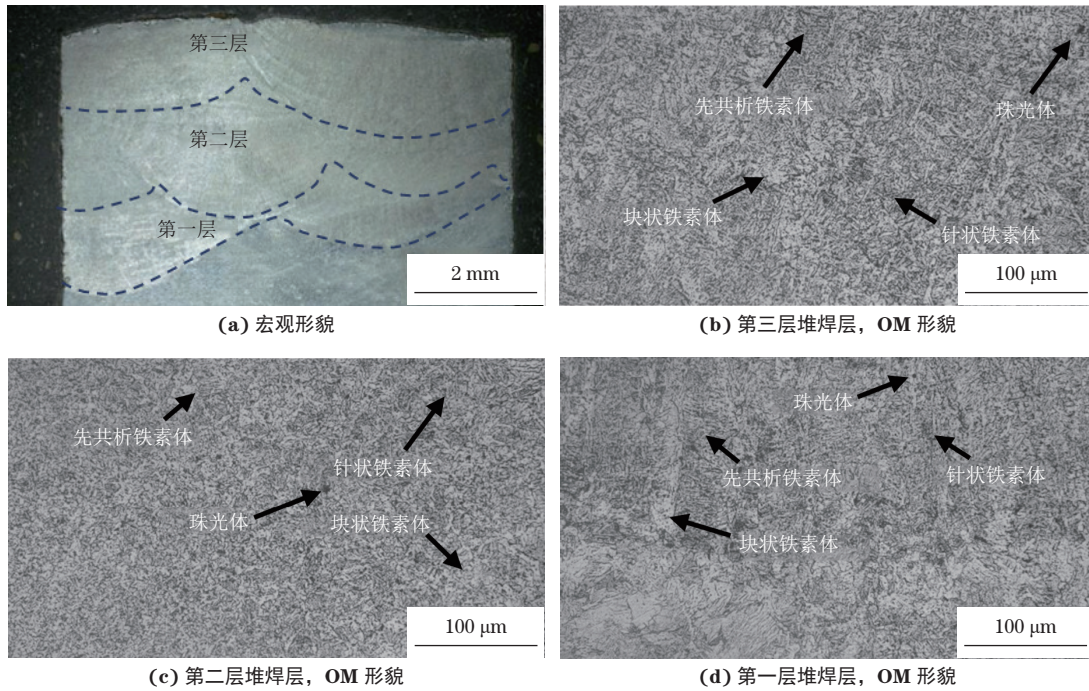 第三层
第二层
第一层
2 mm
(a) 宏观形貌
先共析铁素体
珠光体
块状铁素体
针状铁素体
100 μm
(b) 第三层堆焊层，OM 形貌
先共析铁素体
针状铁素体
珠光体
块状铁素体
100 μm
(c) 第二层堆焊层，OM 形貌
珠光体
先共析铁素体
针状铁素体
块状铁素体
100 μm
(d) 第一层堆焊层，OM 形貌